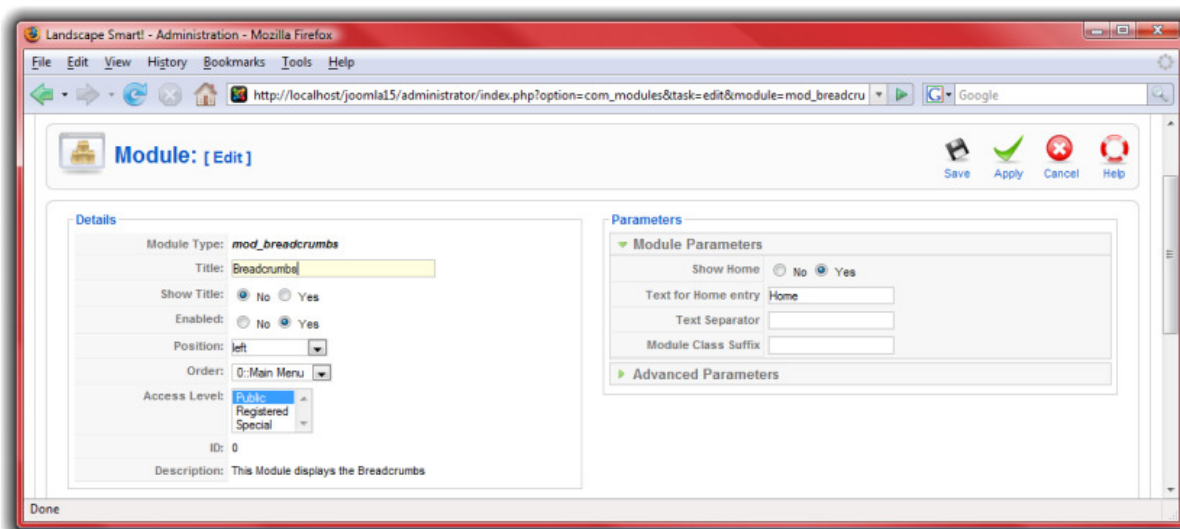 Landscape Smart! - Administration - Mozilla Firefox
File Edit View History Bookmarks Tools Help
http://localhost/joomla15/administrator/index.php?option=com_modules&task=edit&module=mod_breadcru
G Google
Module: [ Edit ]
Save Apply Cancel Help
Details
Module Type: mod_breadcrumbs
Title: Breadcrumbs
Show Title: No Yes
Enabled: No Yes
Position: left
Order: 0::Main Menu
Access Level: Public
Registered
Special
ID: 0
Description: This Module displays the Breadcrumbs
Parameters
Module Parameters
Show Home No Yes
Text for Home entry Home
Text Separator
Module Class Suffix
Advanced Parameters
Done